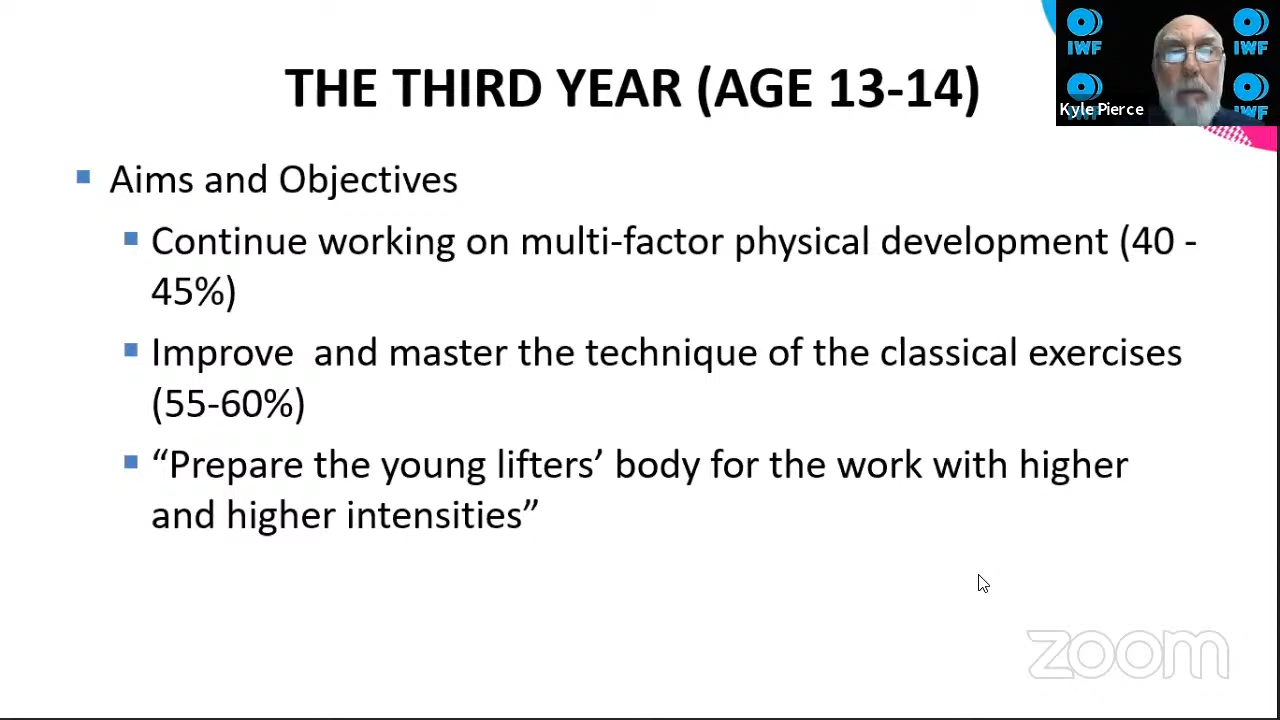 THE THIRD YEAR (AGE 13-14)
IWF
IWF
Kyle Pierce
IWF
Aims and Objectives
Continue working on multi-factor physical development (40 -
45%)
Improve  and master the technique of the classical exercises
(55-60%)
“Prepare the young lifters’ body for the work with higher
and higher intensities”
zoom